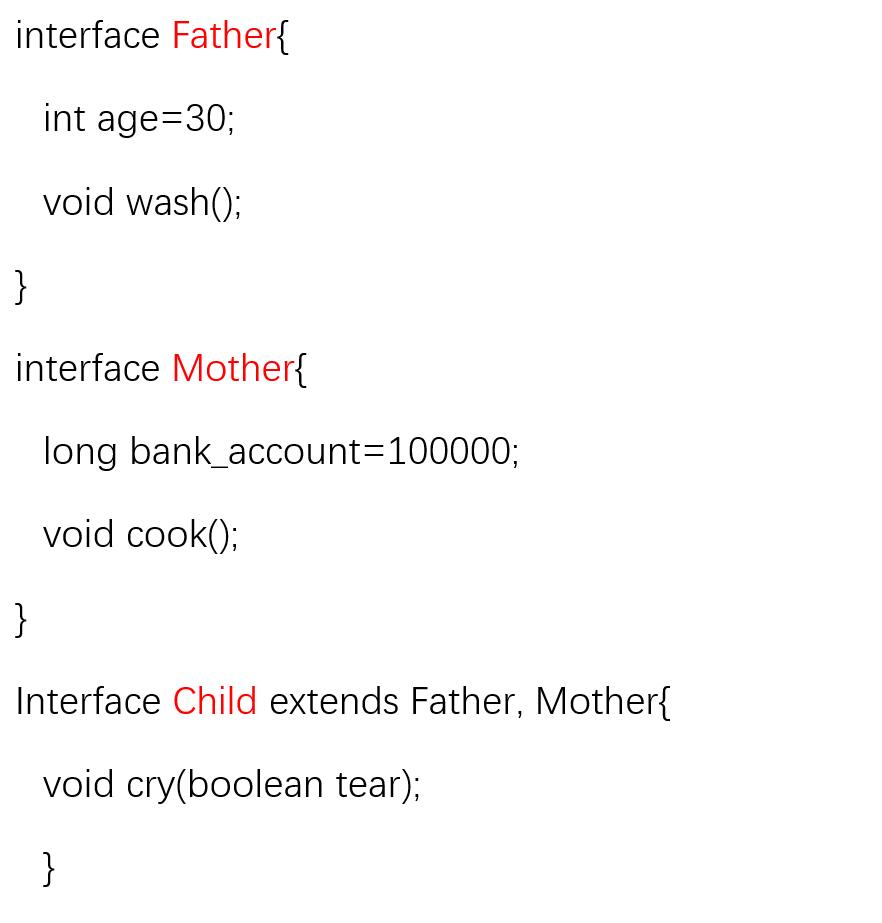 interface Father{
int age=30;
void wash();
}
interface Mother{
long bank_account=100000;
void cook();
}
Interface Child extends Father, Mother{
void cry(boolean tear);
}